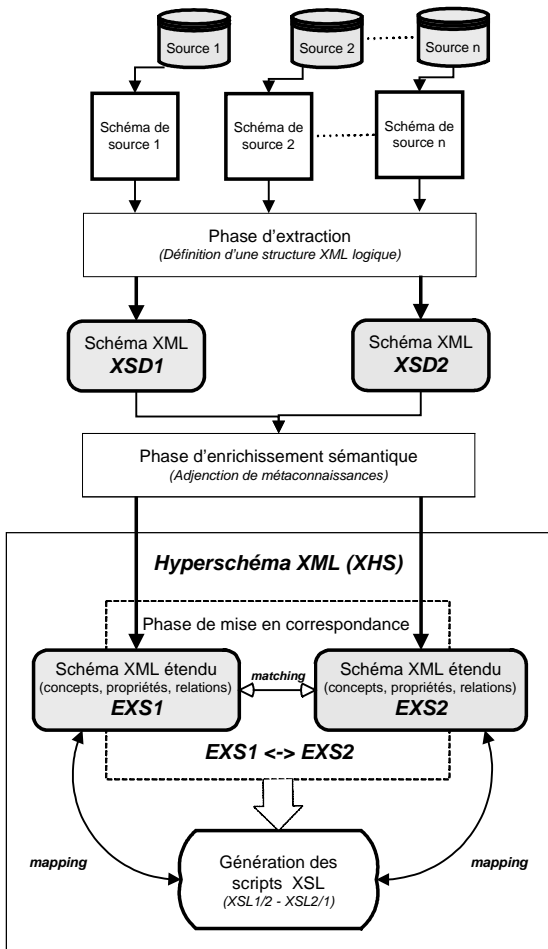 Source 1
Source 2
Source n
Schéma de
source 1
Schéma de
source 2
Schéma de
source n
Phase d'extraction
(Définition d'une structure XML logique)
Schéma XML
XSD1
Schéma XML
XSD2
Phase d'enrichissement sémantique
(Adjenction de métaconnaissances)
Hyperschéma XML (XHS)
Phase de mise en correspondance
Schéma XML étendu
(concepts, propriétés, relations)
EXS1
matching
Schéma XML étendu
(concepts, propriétés, relations)
EXS2
EXS1 <-> EXS2
mapping
Génération des
scripts XSL
(XSL1/2 - XSL2/1)
mapping